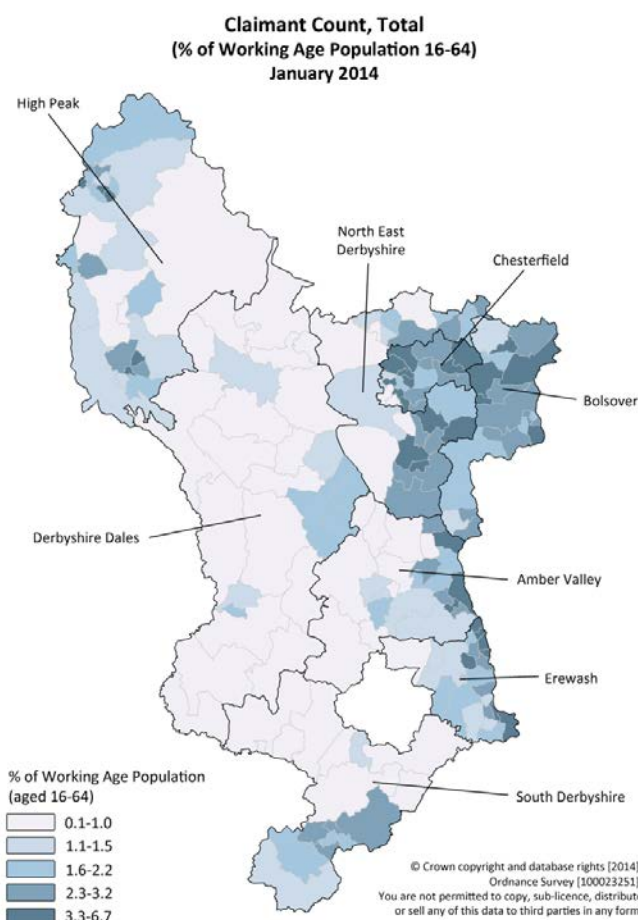 Claimant Count, Total
(% of Working Age Population 16-64)
January 2014
High Peak
North East
Derbyshire
Chesterfield
Bolsover
Derbyshire Dales
Amber Valley
Erewash
South Derbyshire
% of Working Age Population
(aged 16-64)
0.1-1.0
1.1-1.5
1.6-2.2
2.3-3.2
3.3-6.7
© Crown copyright and database rights [2014]
Ordnance Survey [100023251]
You are not permitted to copy, sub-licence, distribute
or sell any of this data to third parties in any form